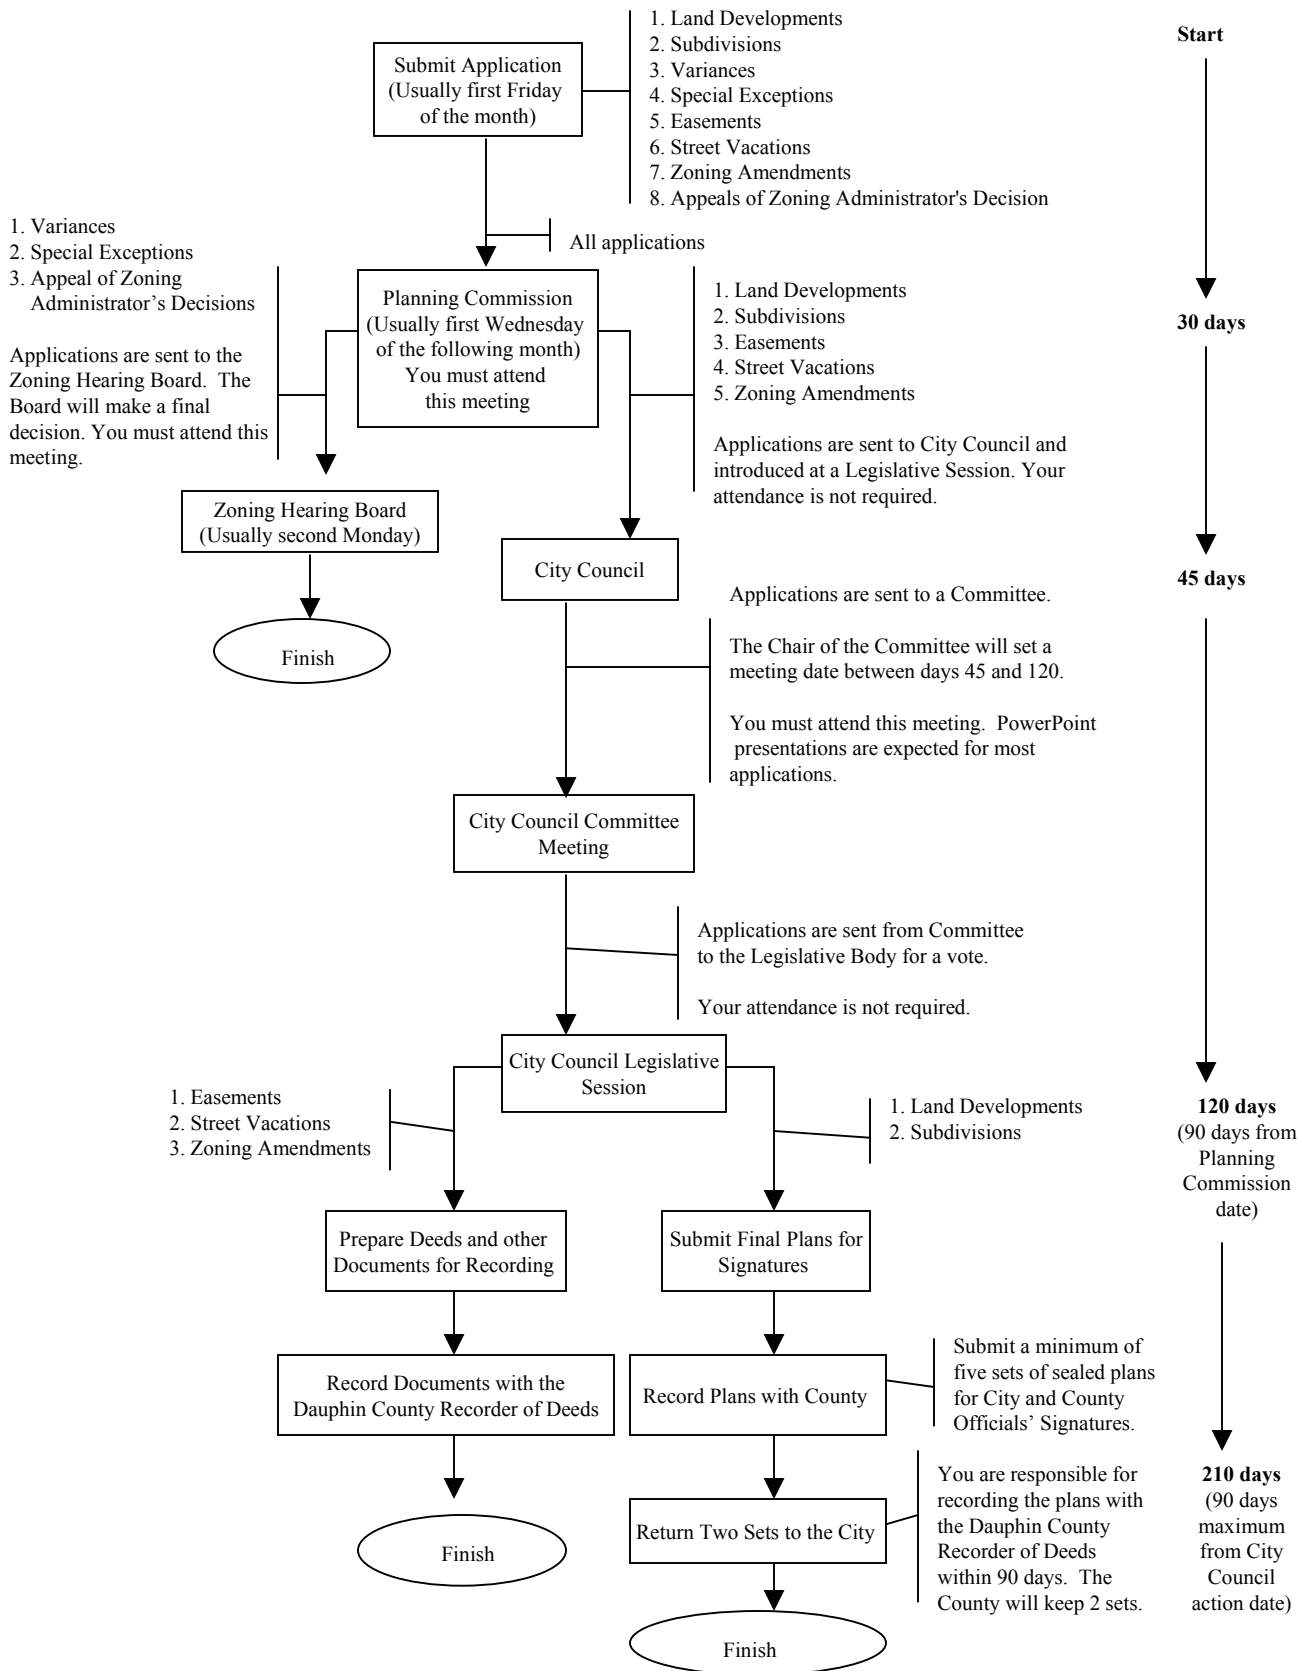 Submit Application
(Usually first Friday
of the month)
1. Land Developments
2. Subdivisions
3. Variances
4. Special Exceptions
5. Easements
6. Street Vacations
7. Zoning Amendments
8. Appeals of Zoning Administrator's Decision
Start
All applications
1. Variances
2. Special Exceptions
3. Appeal of Zoning
Administrator’s Decisions
Applications are sent to the
Zoning Hearing Board.  The
Board will make a final
decision. You must attend this
meeting.
Planning Commission
(Usually first Wednesday
of the following month)
You must attend
this meeting
1. Land Developments
2. Subdivisions
3. Easements
4. Street Vacations
5. Zoning Amendments
Applications are sent to City Council and
introduced at a Legislative Session. Your
attendance is not required.
30 days
Zoning Hearing Board
(Usually second Monday)
Finish
City Council
45 days
Applications are sent to a Committee.
The Chair of the Committee will set a
meeting date between days 45 and 120.
You must attend this meeting.  PowerPoint
presentations are expected for most
applications.
City Council Committee
Meeting
Applications are sent from Committee
to the Legislative Body for a vote.
Your attendance is not required.
City Council Legislative
Session
1. Easements
2. Street Vacations
3. Zoning Amendments
1. Land Developments
2. Subdivisions
120 days
(90 days from
Planning
Commission
date)
Prepare Deeds and other
Documents for Recording
Submit Final Plans for
Signatures
Record Documents with the
Dauphin County Recorder of Deeds
Record Plans with County
Submit a minimum of
five sets of sealed plans
for City and County
Officials’ Signatures.
Finish
Return Two Sets to the City
You are responsible for
recording the plans with
the Dauphin County
Recorder of Deeds
within 90 days.  The
County will keep 2 sets.
210 days
(90 days
maximum
from City
Council
action date)
Finish